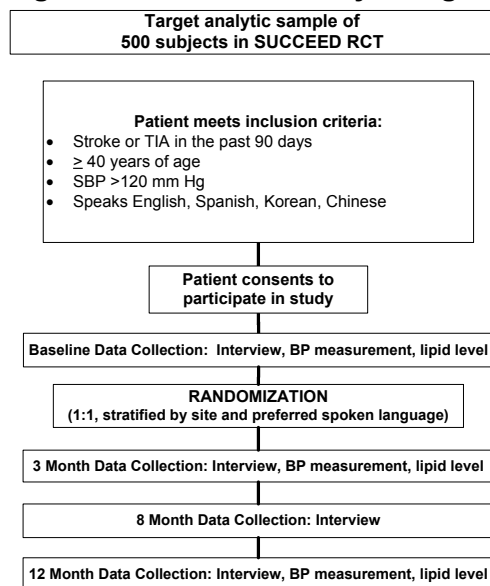 Target analytic sample of
500 subjects in SUCCEED RCT
Patient meets inclusion criteria:
• Stroke or TIA in the past 90 days
• ≥ 40 years of age
• SBP >120 mm Hg
• Speaks English, Spanish, Korean, Chinese
Patient consents to
participate in study
Baseline Data Collection: Interview, BP measurement, lipid level
RANDOMIZATION
(1:1, stratified by site and preferred spoken language)
3 Month Data Collection: Interview, BP measurement, lipid level
8 Month Data Collection: Interview
12 Month Data Collection: Interview, BP measurement, lipid level